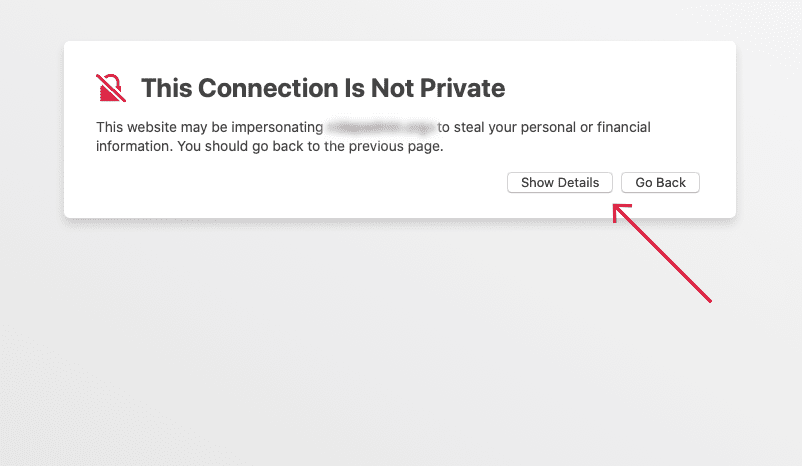 This Connection Is Not Private
This website may be impersonating to steal your personal or financial
information. You should go back to the previous page.
Show Details
Go Back